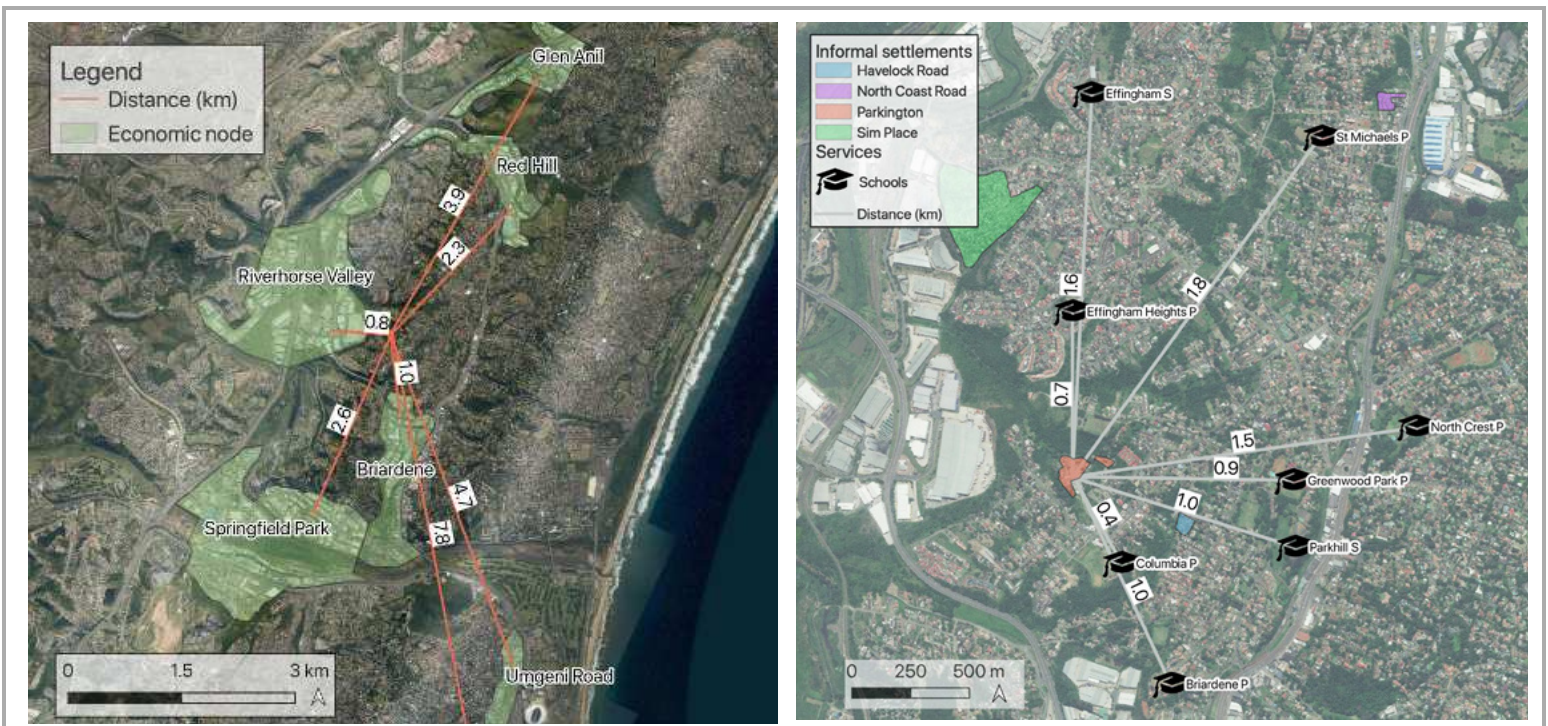 Legend
Distance (km)
Economic node
Glen Anil
Red Hill
3.9
2.3
Riverhorse Valley
0.8
1.0
2.6
Briardene
4.7
7.8
Springfield Park
Umgeni Road
0 1.5 3 km
Informal settlements
Havelock Road
North Coast Road
Parkington
Sim Place
Services
Schools
Distance (km)
Effingham S
St Michaels P
1.6
1.8
Effingham Heights P
0.7
North Crest P
1.5
0.9
Greenwood Park P
1.0
0.4
Parkhill S
Columbia P
1.0
Briardene P
0 250 500 m